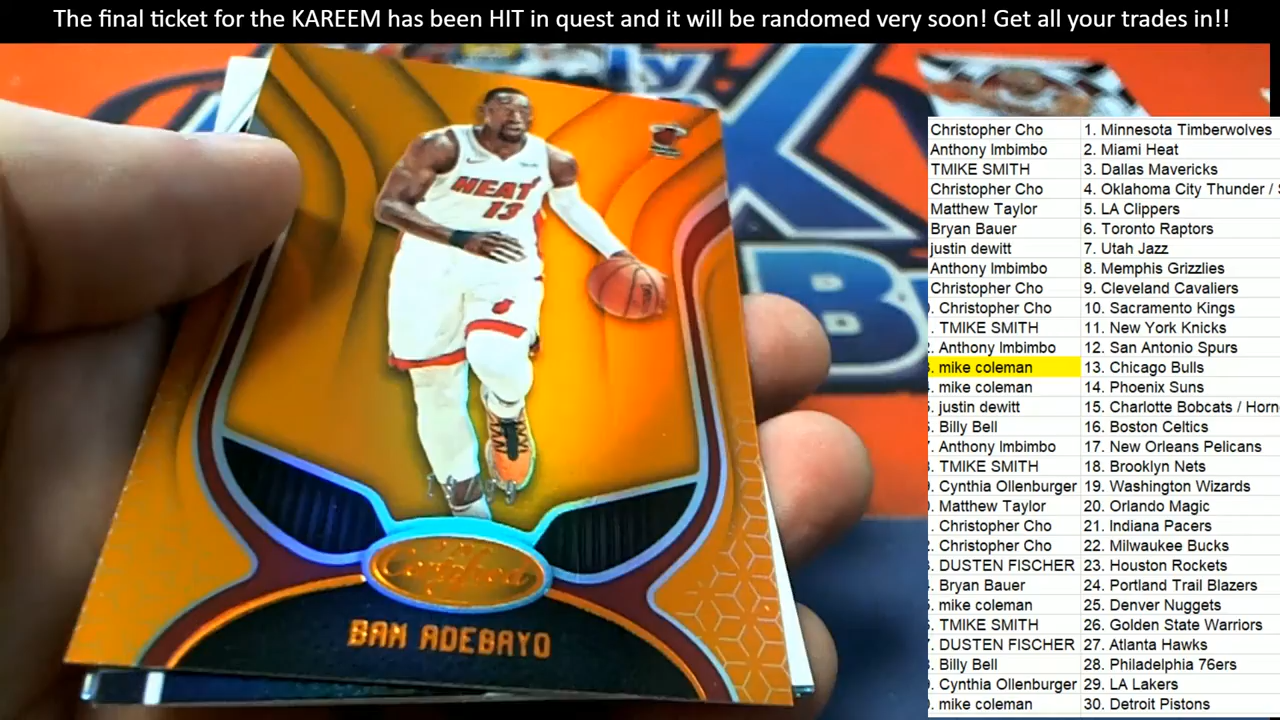 The final ticket for the KAREEM has been HIT in quest and it will be randomed very soon! Get all your trades in!!
HEAT
13
Certified
BAM ADEBAYO
Christopher Cho 1. Minnesota Timberwolves
Anthony Imbimbo 2. Miami Heat
TMIKE SMITH 3. Dallas Mavericks
Christopher Cho 4. Oklahoma City Thunder /
Matthew Taylor 5. LA Clippers
Bryan Bauer 6. Toronto Raptors
justin dewitt 7. Utah Jazz
Anthony Imbimbo 8. Memphis Grizzlies
Christopher Cho 9. Cleveland Cavaliers
. Christopher Cho 10. Sacramento Kings
. TMIKE SMITH 11. New York Knicks
. Anthony Imbimbo 12. San Antonio Spurs
. mike coleman 13. Chicago Bulls
. mike coleman 14. Phoenix Suns
. justin dewitt 15. Charlotte Bobcats / Horn
. Billy Bell 16. Boston Celtics
. Anthony Imbimbo 17. New Orleans Pelicans
. TMIKE SMITH 18. Brooklyn Nets
. Cynthia Ollenburger 19. Washington Wizards
. Matthew Taylor 20. Orlando Magic
. Christopher Cho 21. Indiana Pacers
. Christopher Cho 22. Milwaukee Bucks
. DUSTEN FISCHER 23. Houston Rockets
. Bryan Bauer 24. Portland Trail Blazers
. mike coleman 25. Denver Nuggets
. TMIKE SMITH 26. Golden State Warriors
. DUSTEN FISCHER 27. Atlanta Hawks
. Billy Bell 28. Philadelphia 76ers
. Cynthia Ollenburger 29. LA Lakers
. mike coleman 30. Detroit Pistons